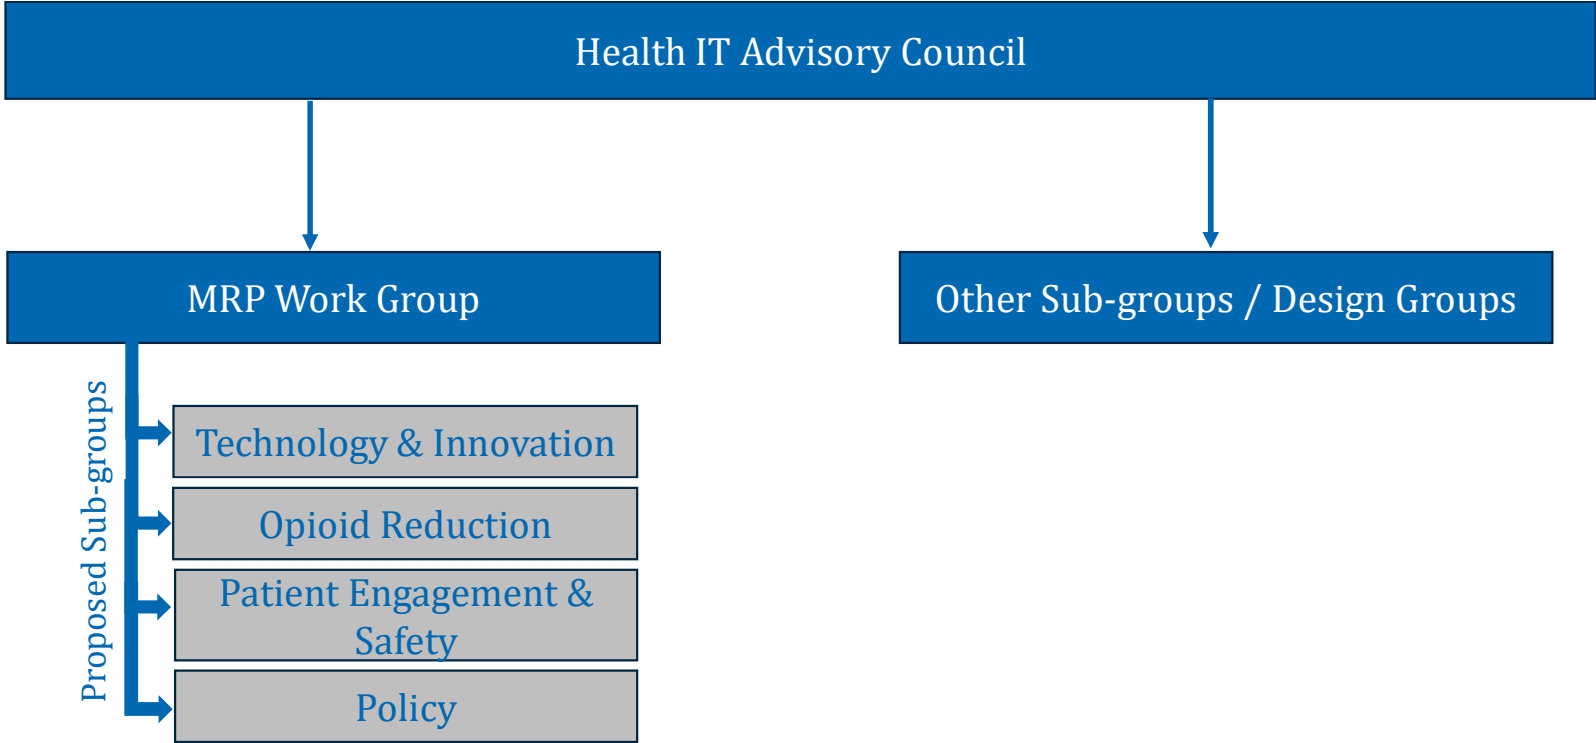 Health IT Advisory Council
MRP Work Group
Other Sub-groups / Design Groups
Proposed Sub-groups
Technology & Innovation
Opioid Reduction
Patient Engagement &
Safety
Policy